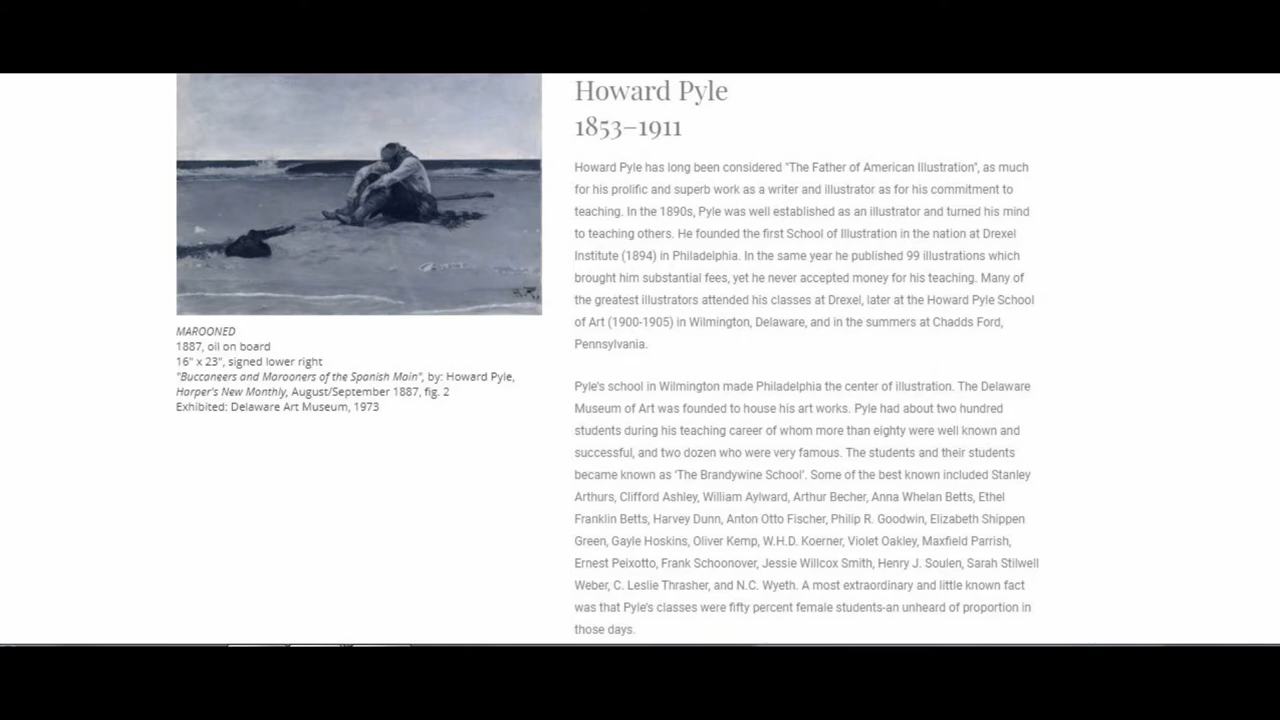 Howard Pyle
1853–1911
Howard Pyle has long been considered "The Father of American Illustration", as much
for his prolific and superb work as a writer and illustrator as for his commitment to
teaching. In the 1890s, Pyle was well established as an illustrator and turned his mind
to teaching others. He founded the first School of Illustration in the nation at Drexel
Institute (1894) in Philadelphia. In the same year he published 99 illustrations which
brought him substantial fees, yet he never accepted money for his teaching. Many of
the greatest illustrators attended his classes at Drexel, later at the Howard Pyle School
of Art (1900-1905) in Wilmington, Delaware, and in the summers at Chadds Ford,
Pennsylvania.
Pyle's school in Wilmington made Philadelphia the center of illustration. The Delaware
Museum of Art was founded to house his art works. Pyle had about two hundred
students during his teaching career of whom more than eighty were well known and
successful, and two dozen who were very famous. The students and their students
became known as 'The Brandywine School'. Some of the best known included Stanley
Arthurs, Clifford Ashley, William Aylward, Arthur Becher, Anna Whelan Betts, Ethel
Franklin Betts, Harvey Dunn, Anton Otto Fischer, Philip R. Goodwin, Elizabeth Shippen
Green, Gayle Hoskins, Oliver Kemp, W.H.D. Koerner, Violet Oakley, Maxfield Parrish,
Ernest Peixotto, Frank Schoonover, Jessie Willcox Smith, Henry J. Soulen, Sarah Stilwell
Weber, C. Leslie Thrasher, and N.C. Wyeth. A most extraordinary and little known fact
was that Pyle's classes were fifty percent female students-an unheard of proportion in
those days.
MAROONED
1887, oil on board
16" x 23", signed lower right
"Buccaneers and Marooners of the Spanish Main", by: Howard Pyle,
Harper's New Monthly, August/September 1887, fig. 2
Exhibited: Delaware Art Museum, 1973